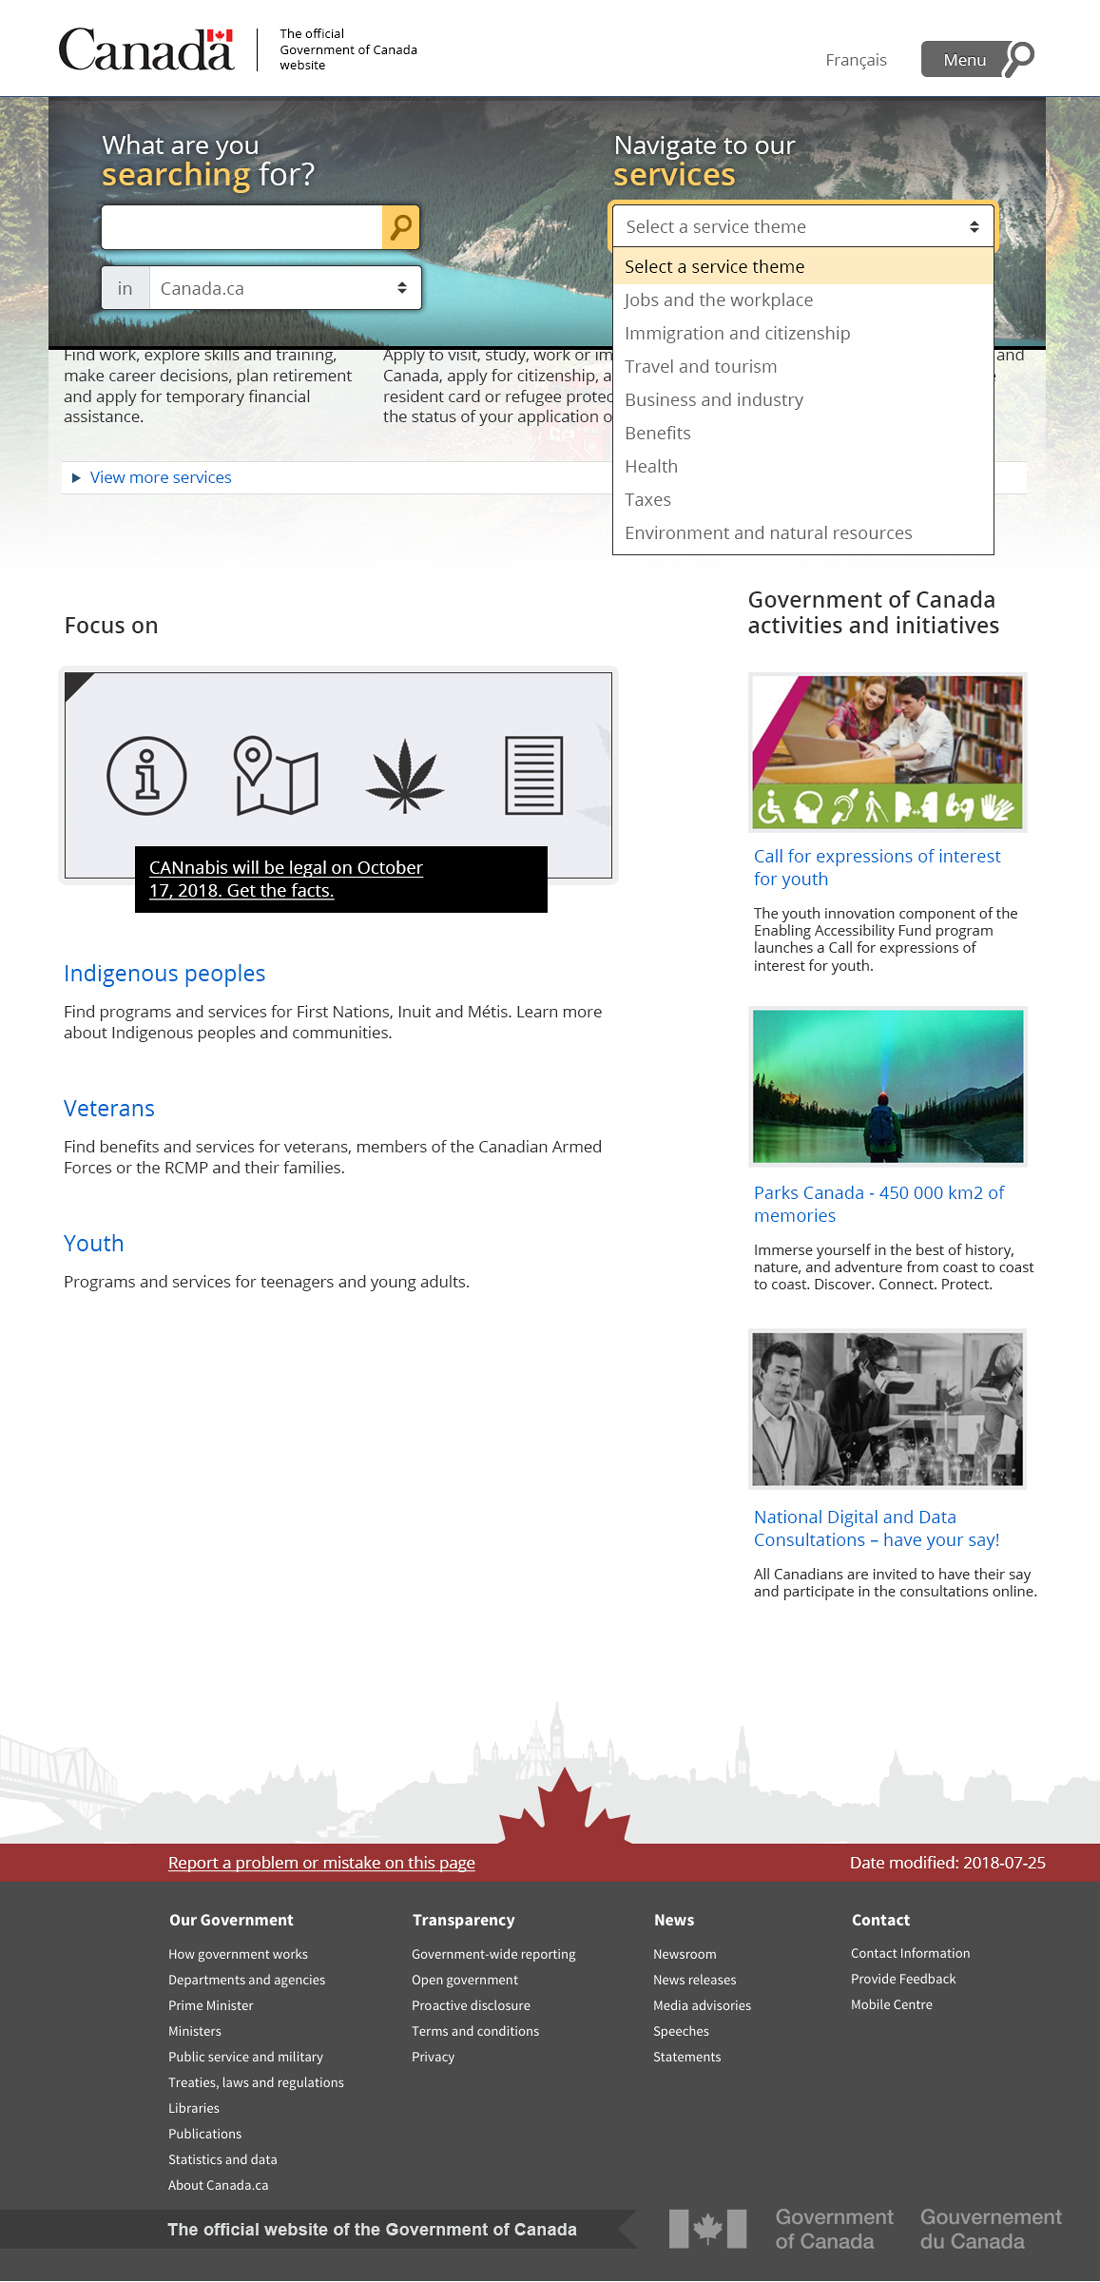 Canada
The official
Government of Canada
website
Français
Menu
What are you
searching for?
in
Canada.ca
Navigate to our
services
Select a service theme
Select a service theme
Jobs and the workplace
Immigration and citizenship
Travel and tourism
Business and industry
Benefits
Health
Taxes
Environment and natural resources
Find work, explore skills and training,
make career decisions, plan retirement
and apply for temporary financial
assistance.
Apply to visit, study, work or im
Canada, apply for citizenship, a
resident card or refugee protec
the status of your application o
and
View more services
Focus on
CANnabis will be legal on October
17, 2018. Get the facts.
Indigenous peoples
Find programs and services for First Nations, Inuit and Métis. Learn more
about Indigenous peoples and communities.
Veterans
Find benefits and services for veterans, members of the Canadian Armed
Forces or the RCMP and their families.
Youth
Programs and services for teenagers and young adults.
Government of Canada
activities and initiatives
Call for expressions of interest
for youth
The youth innovation component of the
Enabling Accessibility Fund program
launches a Call for expressions of
interest for youth.
Parks Canada - 450 000 km2 of
memories
Immerse yourself in the best of history,
nature, and adventure from coast to coast
to coast. Discover. Connect. Protect.
National Digital and Data
Consultations – have your say!
All Canadians are invited to have their say
and participate in the consultations online.
Report a problem or mistake on this page
Date modified: 2018-07-25
Our Government
How government works
Departments and agencies
Prime Minister
Ministers
Public service and military
Treaties, laws and regulations
Libraries
Publications
Statistics and data
About Canada.ca
Transparency
Government-wide reporting
Open government
Proactive disclosure
Terms and conditions
Privacy
News
Newsroom
News releases
Media advisories
Speeches
Statements
Contact
Contact Information
Provide Feedback
Mobile Centre
The official website of the Government of Canada
Government
of Canada
Gouvernement
du Canada